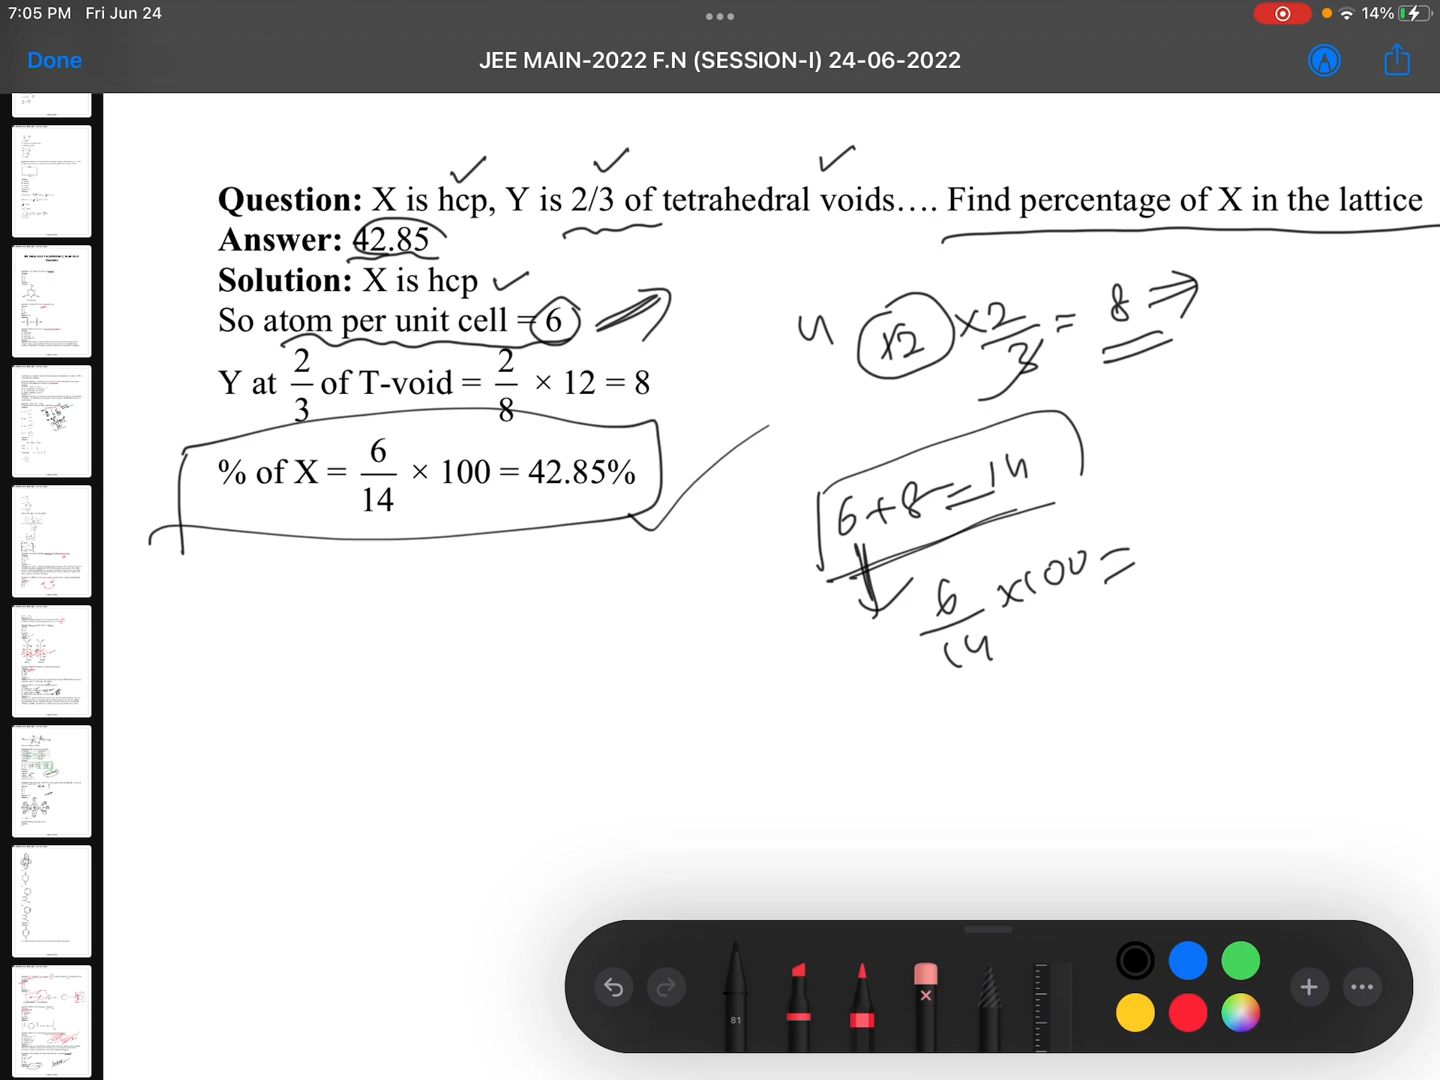 7:05 PM Fri Jun 24
14%
Done
JEE MAIN-2022 F.N (SESSION-I) 24-06-2022
Question: X is hcp, Y is 2/3 of tetrahedral voids…. Find percentage of X in the lattice
Answer: 42.85
Solution: X is hcp
So atom per unit cell = 6
Y at 2/3 of T-void = 2/8 × 12 = 8
% of X = 6/14 × 100 = 42.85%
×2 × 2/3 = 8
6+8=14
6/14 ×100=
81